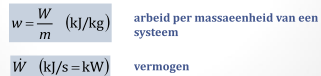 w = W/m (kJ/kg) arbeid per massaeenheid van een
systeem
Ẇ (kJ/s = kW) vermogen